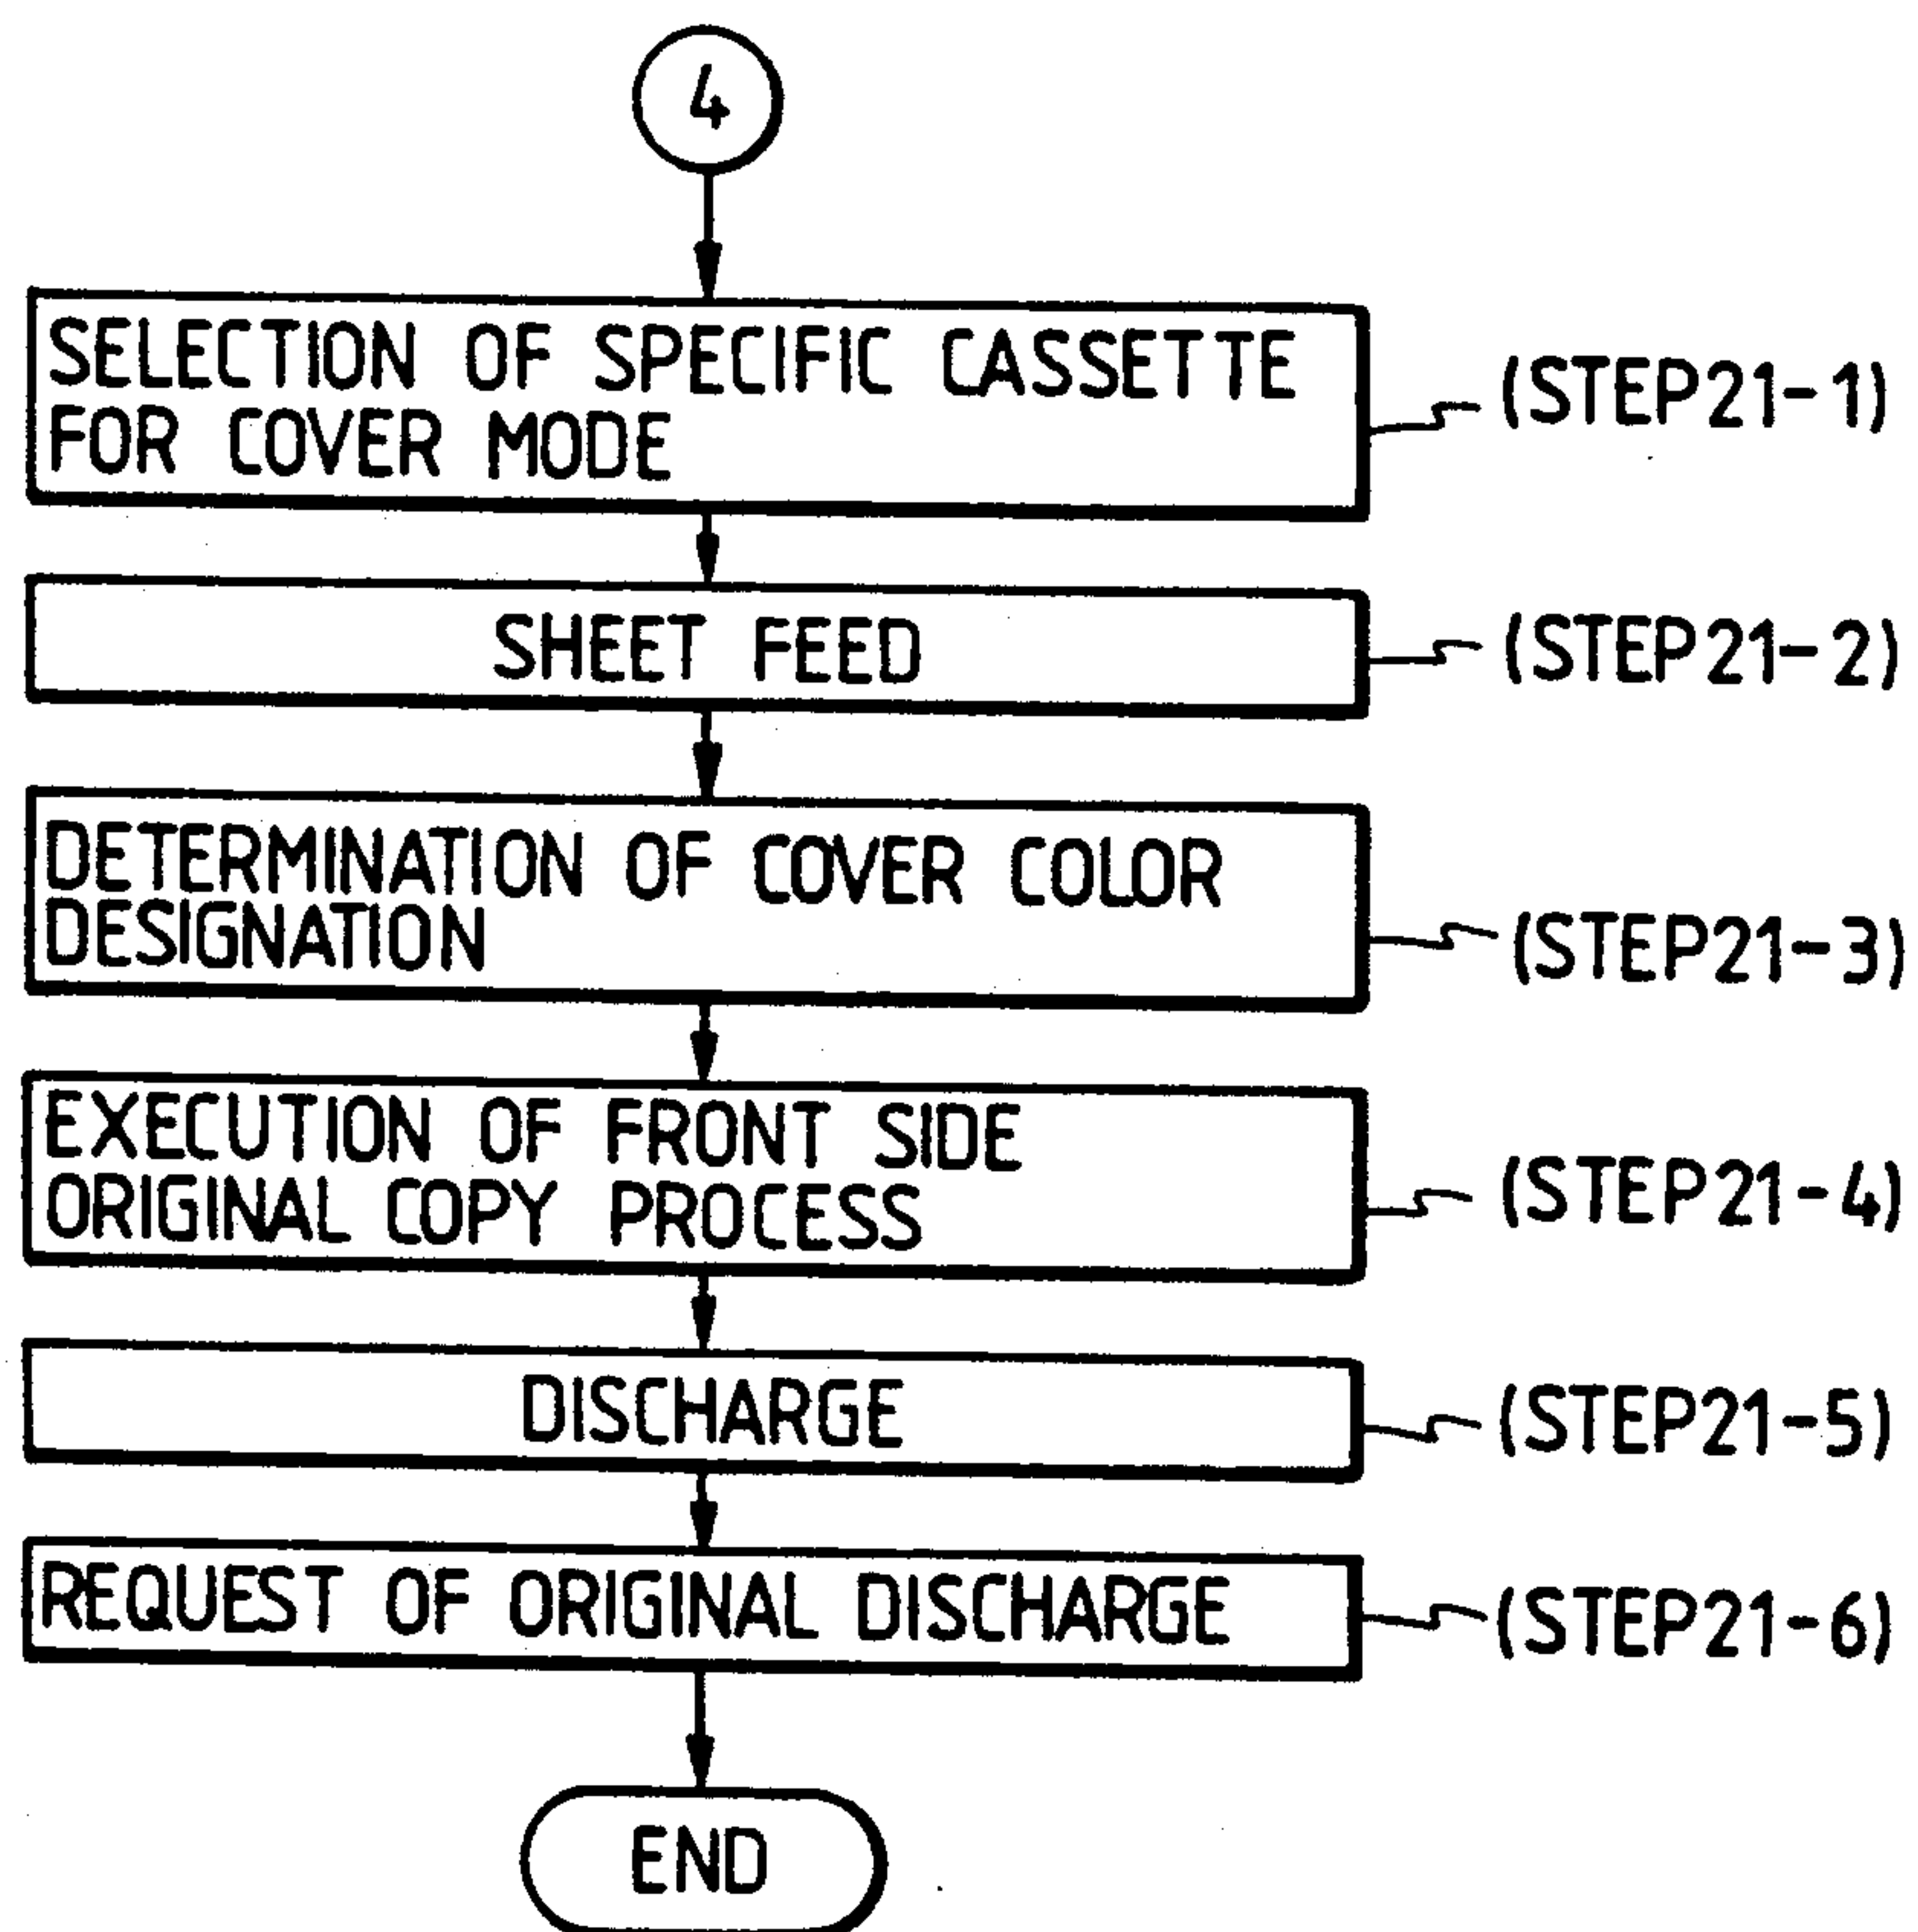 4
SELECTION OF SPECIFIC CASSETTE
FOR COVER MODE
(STEP21-1)
SHEET FEED
(STEP21-2)
DETERMINATION OF COVER COLOR
DESIGNATION
(STEP21-3)
EXECUTION OF FRONT SIDE
ORIGINAL COPY PROCESS
(STEP21-4)
DISCHARGE
(STEP21-5)
REQUEST OF ORIGINAL DISCHARGE
(STEP21-6)
END